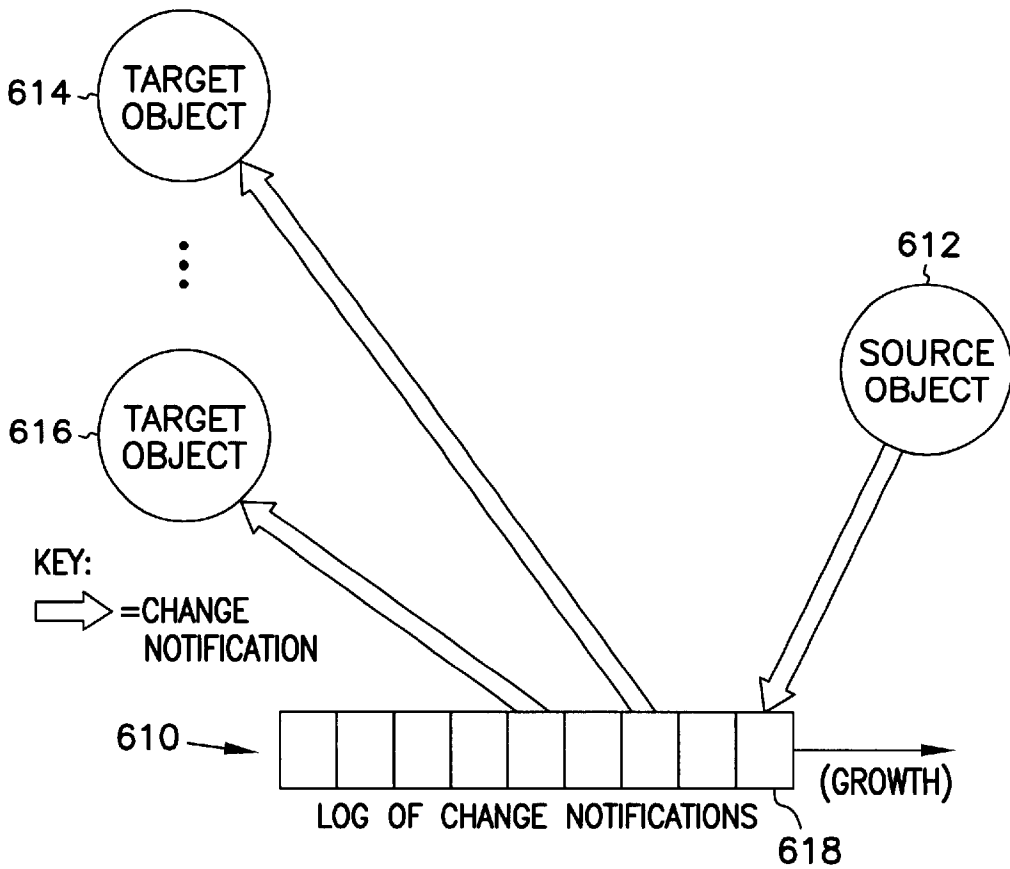 614
TARGET
OBJECT
612
SOURCE
OBJECT
616
TARGET
OBJECT
KEY:
=CHANGE
NOTIFICATION
610
(GROWTH)
LOG OF CHANGE NOTIFICATIONS
618